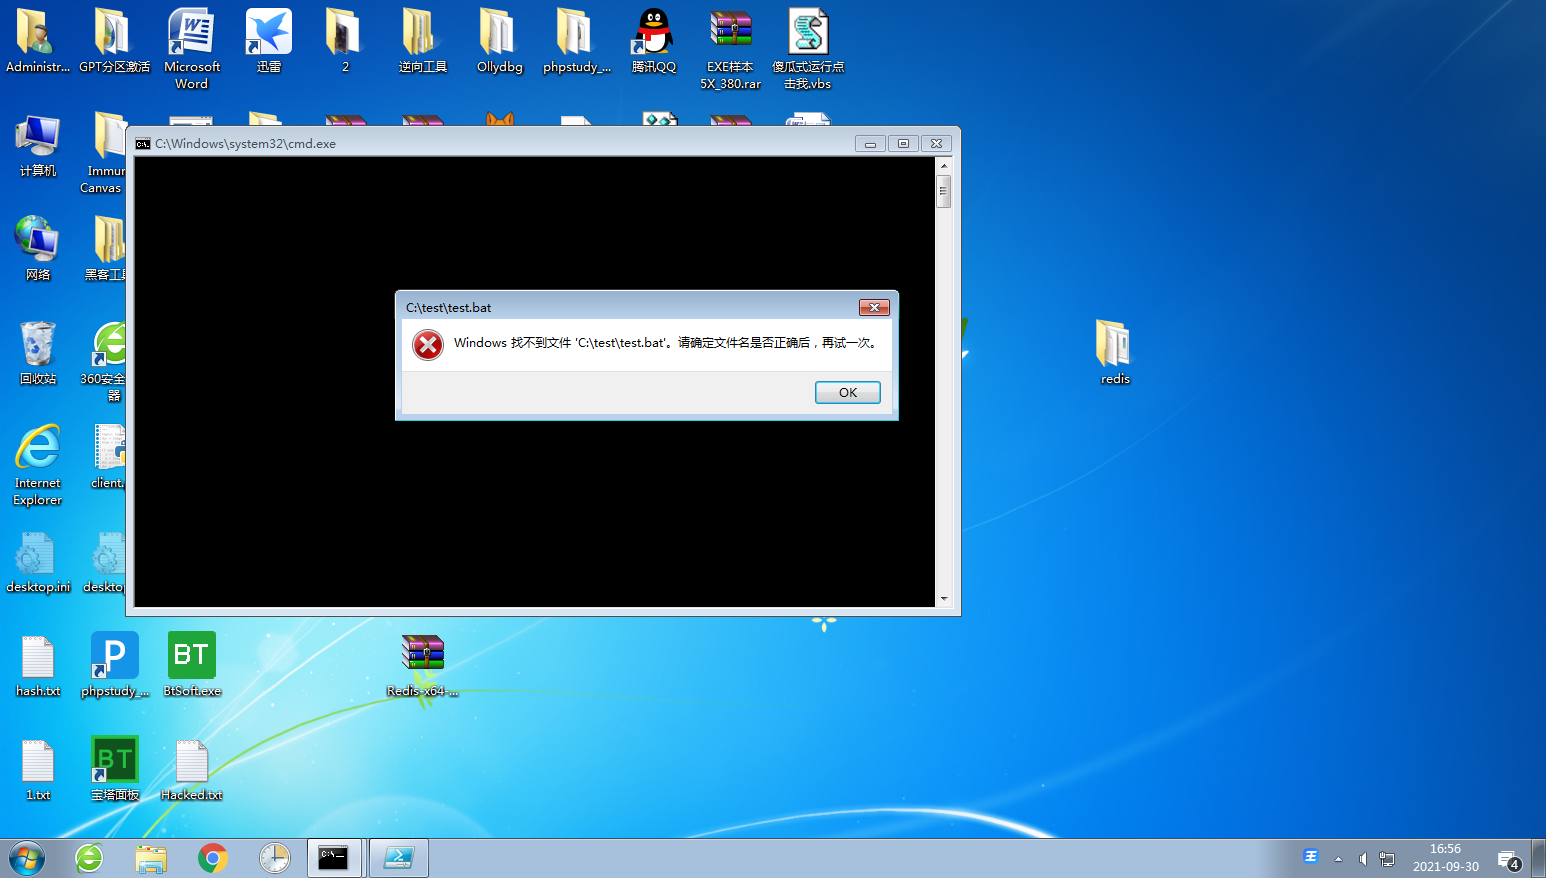 Administr...
GPT分区激活
Microsoft
Word
迅雷
2
逆向工具
Ollydbg
phpstudy_...
腾讯QQ
EXE样本
5X_380.rar
傻瓜式运行点
击我.vbs
计算机
Immun
Canvas
网络
黑客工具
回收站
360安全
器
Internet
Explorer
client.
desktop.ini
desktop
C:\Windows\system32\cmd.exe
C:\test\test.bat
Windows 找不到文件 'C:\test\test.bat'。请确定文件名是否正确后，再试一次。
OK
redis
hash.txt
phpstudy_...
BT
BtSoft.exe
Redis-x64-...
1.txt
BT
宝塔面板
Hacked.txt
16:56
2021-09-30
4